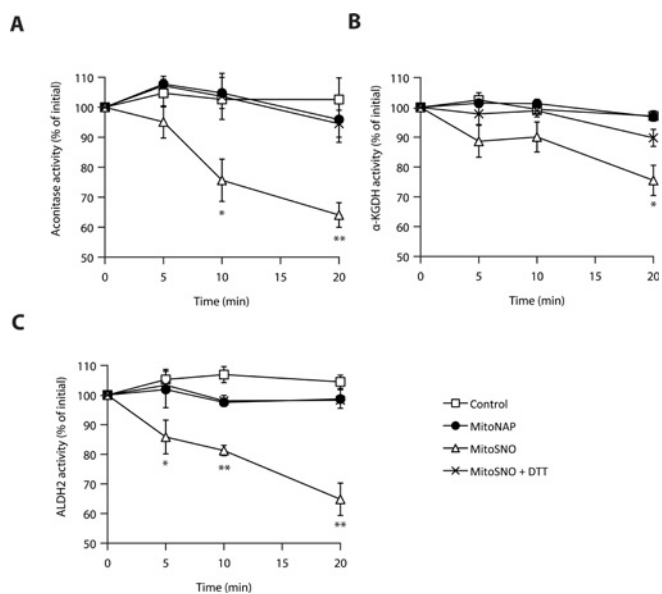 A
110
100
90
80
70
60
50
Aconitase activity (% of initial)
*
**
0 5 10 15 20
Time (min)
B
110
100
90
80
70
60
50
α-KGDH activity (% of initial)
*
0 5 10 15 20
Time (min)
C
110
100
90
80
70
60
50
ALDH2 activity (% of initial)
*
**
**
0 5 10 15 20
Time (min)
Control
MitoNAP
MitoSNO
MitoSNO + DTT